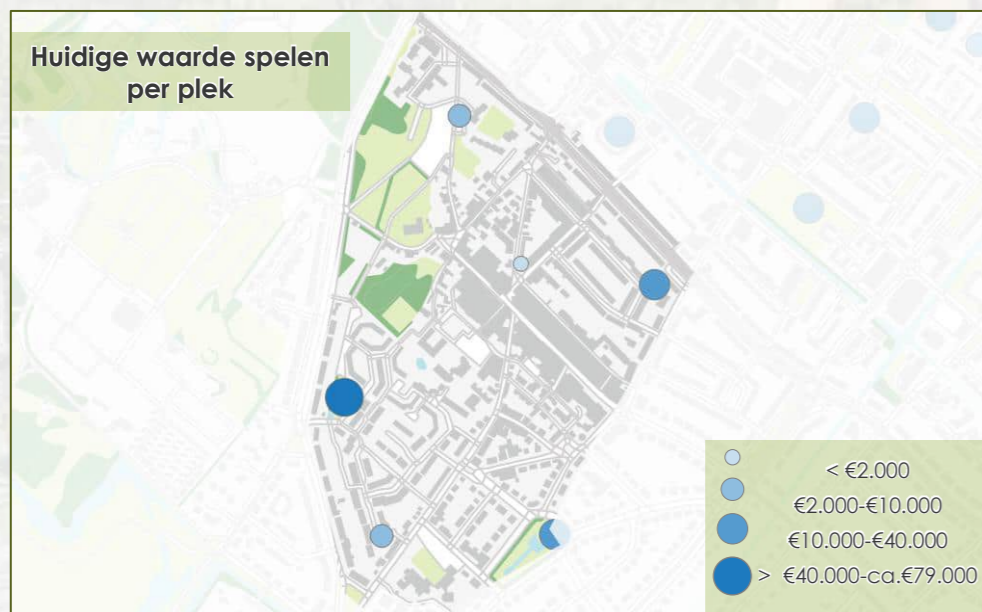 Huidige waarde spelen
per plek
< €2.000
€2.000-€10.000
€10.000-€40.000
> €40.000-ca.€79.000